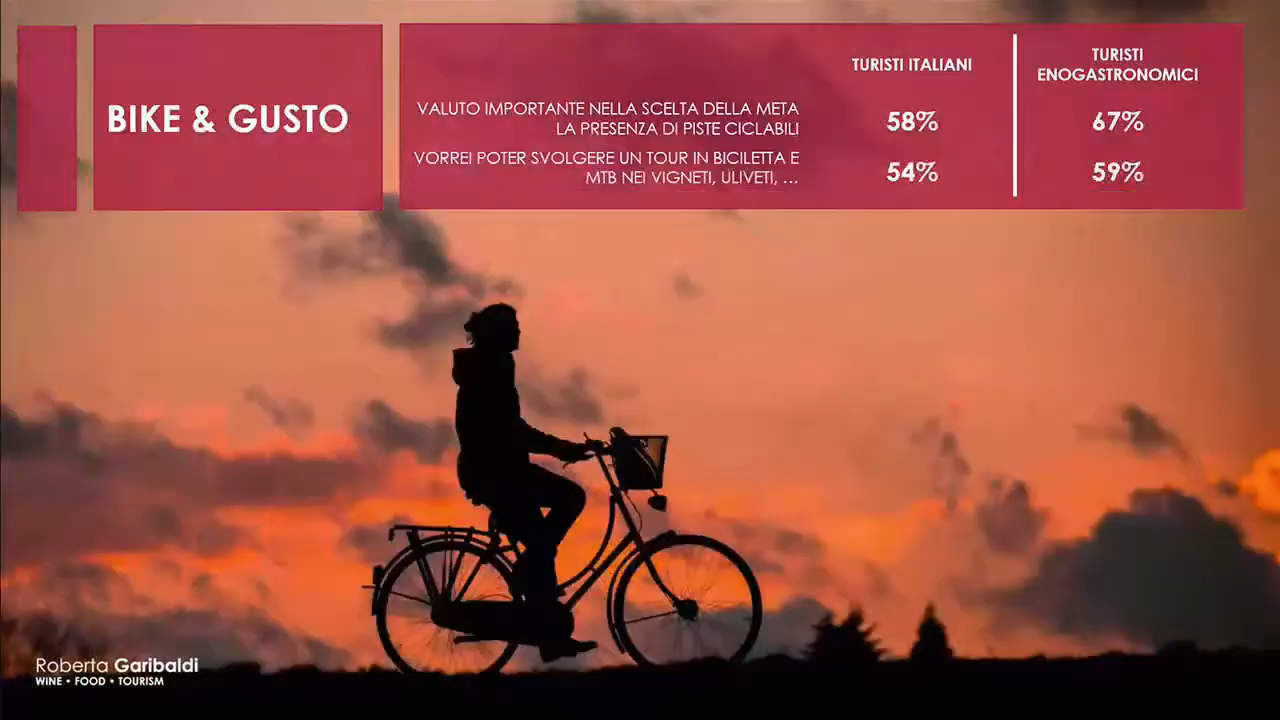 BIKE & GUSTO
TURISTI ITALIANI
TURISTI
ENOGASTRONOMICI
VALUTO IMPORTANTE NELLA SCELTA DELLA META
LA PRESENZA DI PISTE CICLABILI
58%
67%
VORREI POTER SVOLGERE UN TOUR IN BICILETTA E
MTB NEI VIGNETI, ULIVETI, ...
54%
59%
Roberta Garibaldi
WINE • FOOD • TOURISM